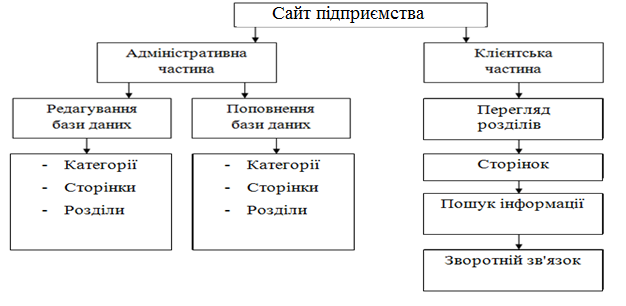 Сайт підприємства
Адміністративна
частина
Клієнтська
частина
Редагування
бази даних
Поповнення
бази даних
Перегляд
розділів
- Категорії
- Сторінки
- Розділи
- Категорії
- Сторінки
- Розділи
Сторінок
Пошук інформації
Зворотній зв'язок